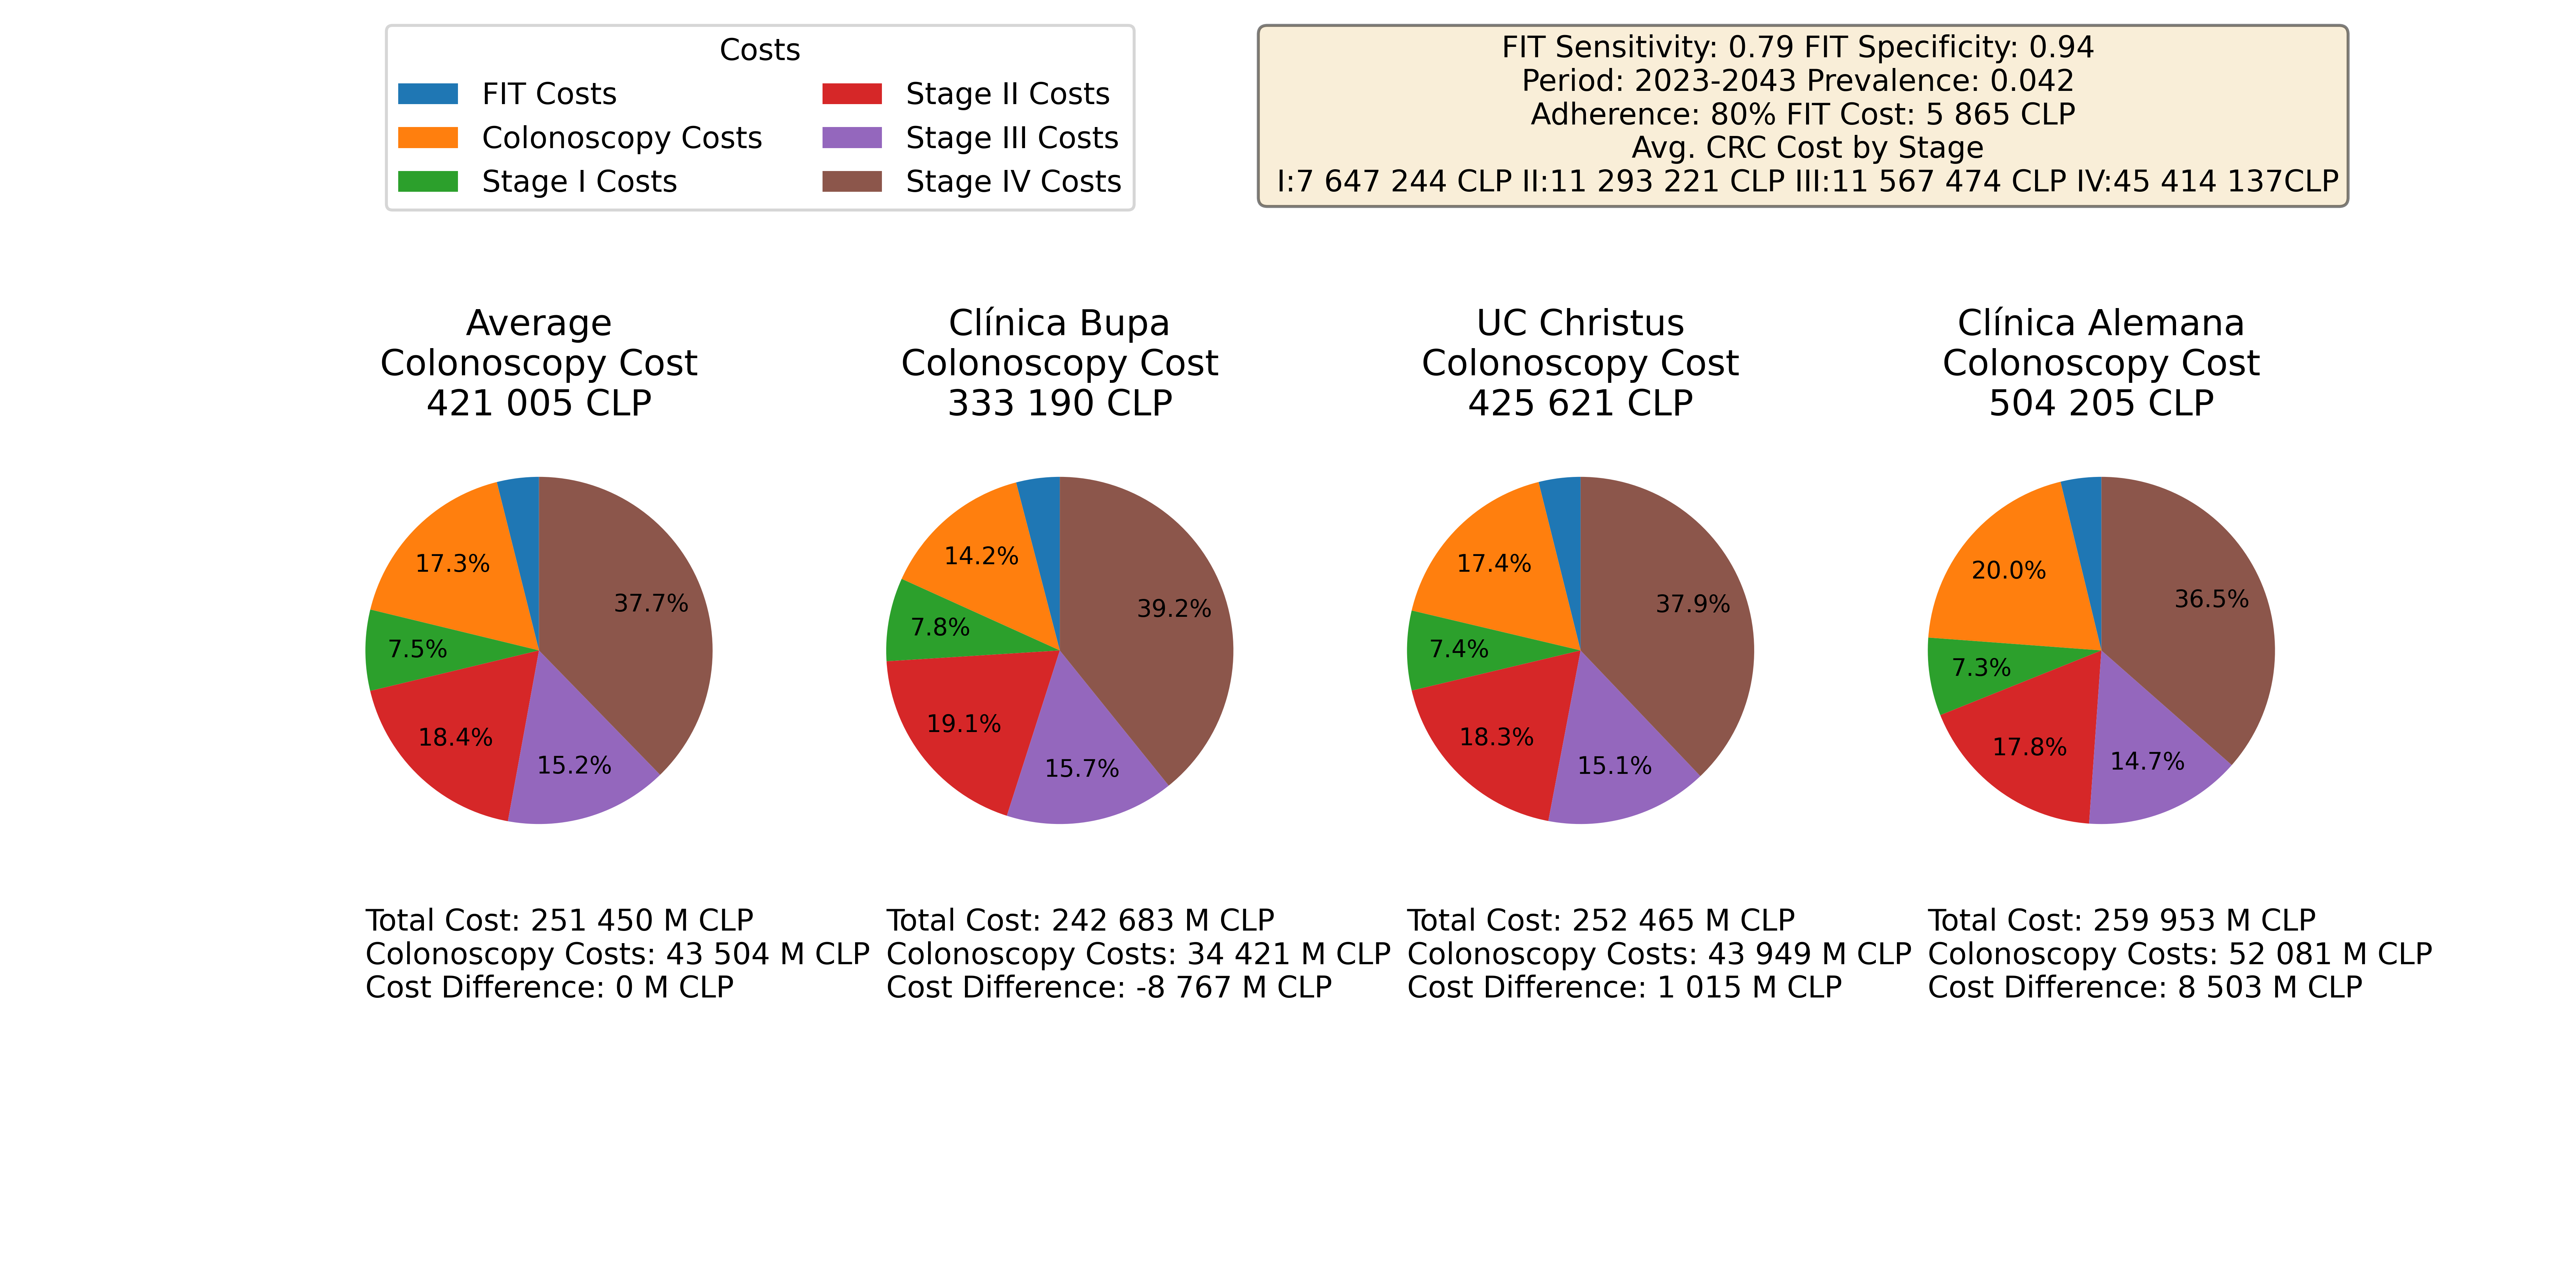 Costs
FIT Costs
Colonoscopy Costs
Stage I Costs
Stage II Costs
Stage III Costs
Stage IV Costs
FIT Sensitivity: 0.79 FIT Specificity: 0.94
Period: 2023-2043 Prevalence: 0.042
Adherence: 80% FIT Cost: 5 865 CLP
Avg. CRC Cost by Stage
I:7 647 244 CLP II:11 293 221 CLP III:11 567 474 CLP IV:45 414 137CLP
Average
Colonoscopy Cost
421 005 CLP
17.3%
7.5%
18.4%
15.2%
37.7%
Total Cost: 251 450 M CLP
Colonoscopy Costs: 43 504 M CLP
Cost Difference: 0 M CLP
Clínica Bupa
Colonoscopy Cost
333 190 CLP
14.2%
7.8%
19.1%
15.7%
39.2%
Total Cost: 242 683 M CLP
Colonoscopy Costs: 34 421 M CLP
Cost Difference: -8 767 M CLP
UC Christus
Colonoscopy Cost
425 621 CLP
17.4%
7.4%
18.3%
15.1%
37.9%
Total Cost: 252 465 M CLP
Colonoscopy Costs: 43 949 M CLP
Cost Difference: 1 015 M CLP
Clínica Alemana
Colonoscopy Cost
504 205 CLP
20.0%
7.3%
17.8%
14.7%
36.5%
Total Cost: 259 953 M CLP
Colonoscopy Costs: 52 081 M CLP
Cost Difference: 8 503 M CLP